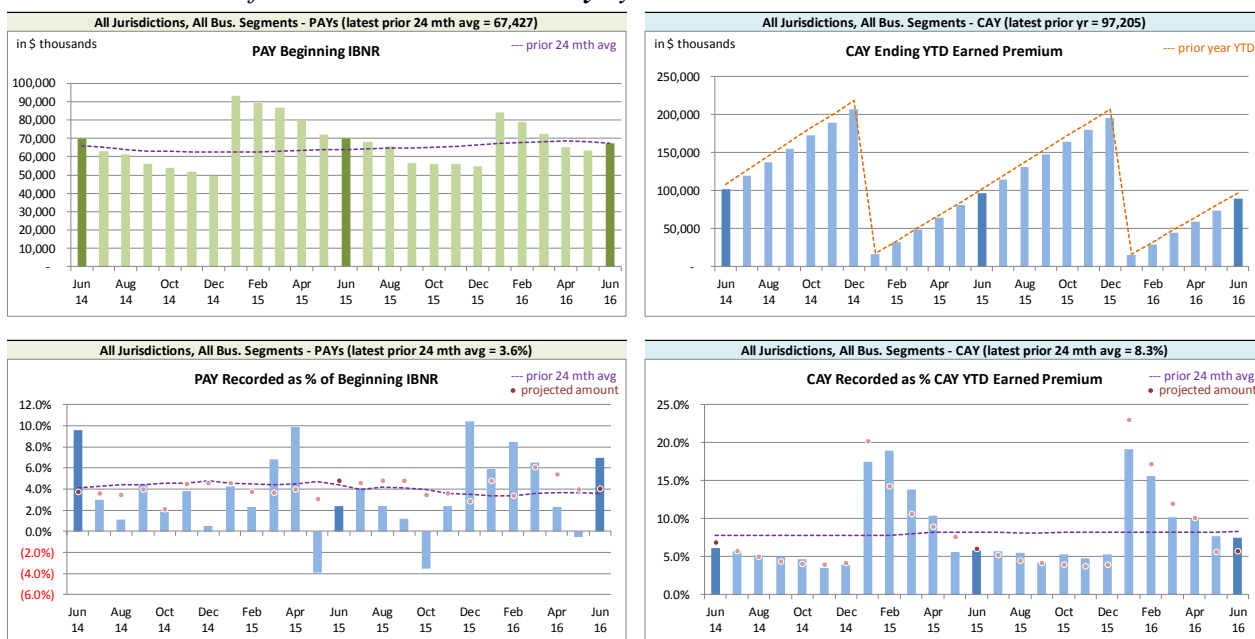 All Jurisdictions, All Bus. Segments - PAYs (latest prior 24 mth avg = 67,427)
in $ thousands
--- prior 24 mth avg
PAY Beginning IBNR
100,000
90,000
80,000
70,000
60,000
50,000
40,000
30,000
20,000
10,000
-
Jun Aug Oct Dec Feb Apr Jun Aug Oct Dec Feb Apr Jun
14 14 14 14 15 15 15 15 15 15 16 16 16
All Jurisdictions, All Bus. Segments - CAY (latest prior yr = 97,205)
in $ thousands
--- prior year YTD
CAY Ending YTD Earned Premium
250,000
200,000
150,000
100,000
50,000
-
Jun Aug Oct Dec Feb Apr Jun Aug Oct Dec Feb Apr Jun
14 14 14 14 15 15 15 15 15 15 16 16 16
All Jurisdictions, All Bus. Segments - PAYs (latest prior 24 mth avg = 3.6%)
--- prior 24 mth avg
PAY Recorded as % of Beginning IBNR
• projected amount
12.0%
10.0%
8.0%
6.0%
4.0%
2.0%
0.0%
(2.0%)
(4.0%)
(6.0%)
Jun Aug Oct Dec Feb Apr Jun Aug Oct Dec Feb Apr Jun
14 14 14 14 15 15 15 15 15 15 16 16 16
All Jurisdictions, All Bus. Segments - CAY (latest prior 24 mth avg = 8.3%)
--- prior 24 mth avg
CAY Recorded as % CAY YTD Earned Premium
• projected amount
25.0%
20.0%
15.0%
10.0%
5.0%
0.0%
Jun Aug Oct Dec Feb Apr Jun Aug Oct Dec Feb Apr Jun
14 14 14 14 15 15 15 15 15 15 16 16 16